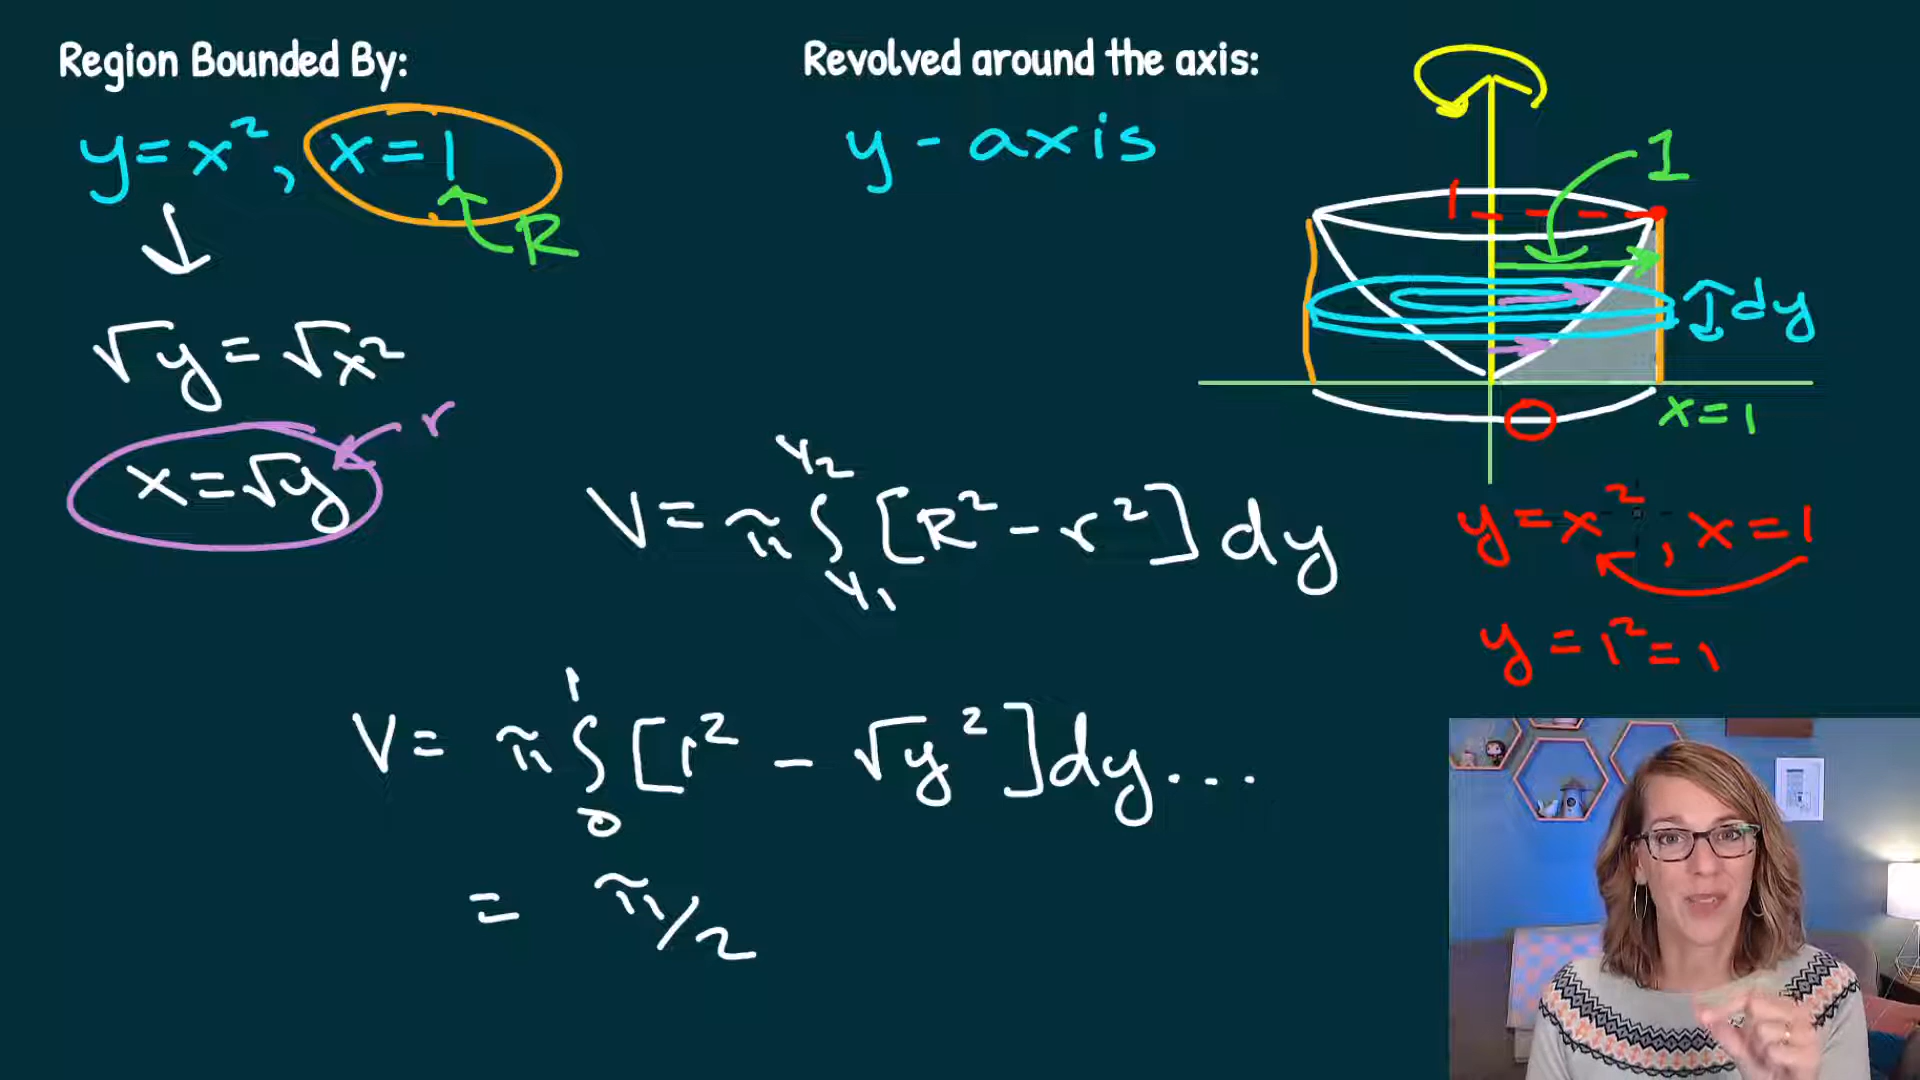 Region Bounded By:
y = x², x = 1
R
√y = √x²
x = √y
r
Revolved around the axis:
y - axis
1
1
dy
x = 1
V = π ∫ y₁ y₂ [R² - r²] dy
y = x², x = 1
y = 1² = 1
V = π ∫ 0 1 [1² - √y²] dy...
= π/2